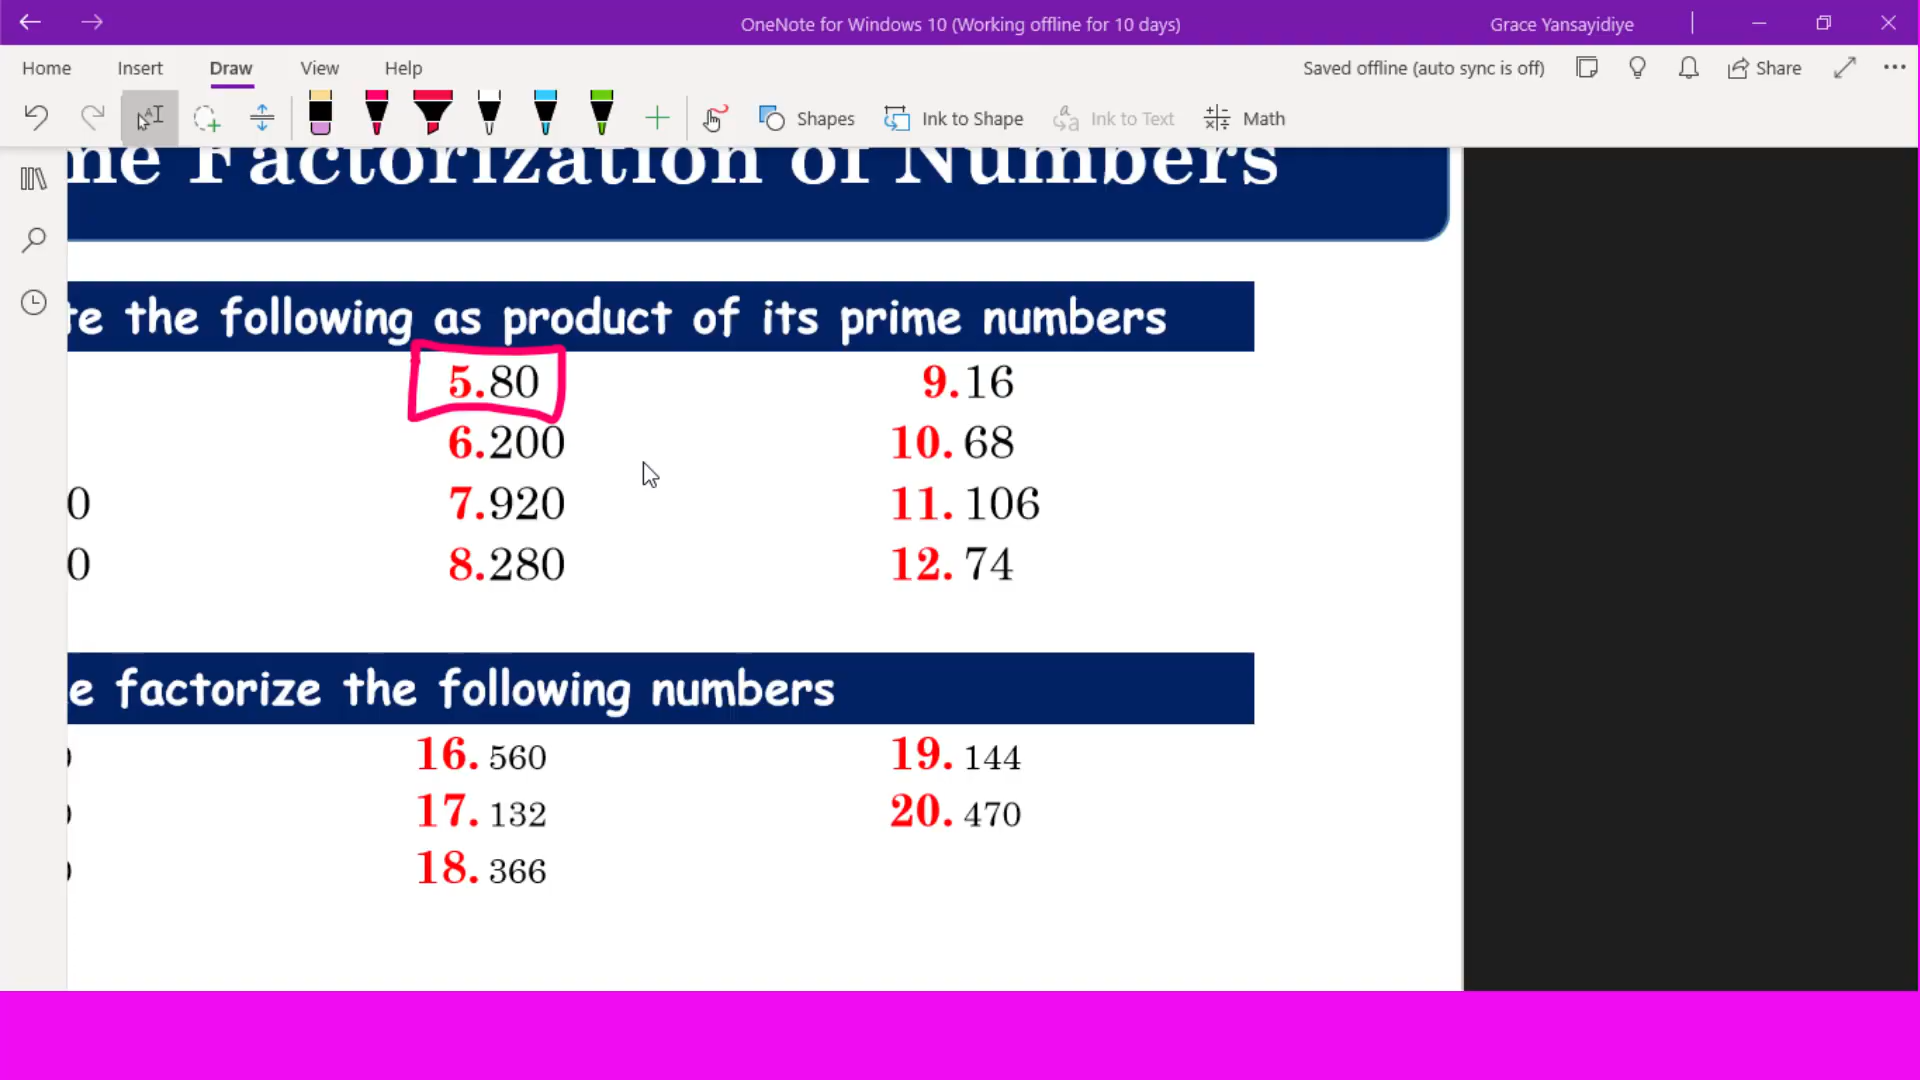 OneNote for Windows 10 (Working offline for 10 days)
Grace Yansayidiye
Home Insert Draw View Help
Saved offline (auto sync is off)
Share
Shapes
Ink to Shape
Ink to Text
Math
me Factorization of Numbers
te the following as product of its prime numbers
5.80 9.16
6.200 10. 68
0 7.920 11. 106
0 8.280 12. 74
e factorize the following numbers
16. 560 19. 144
17. 132 20. 470
18. 366